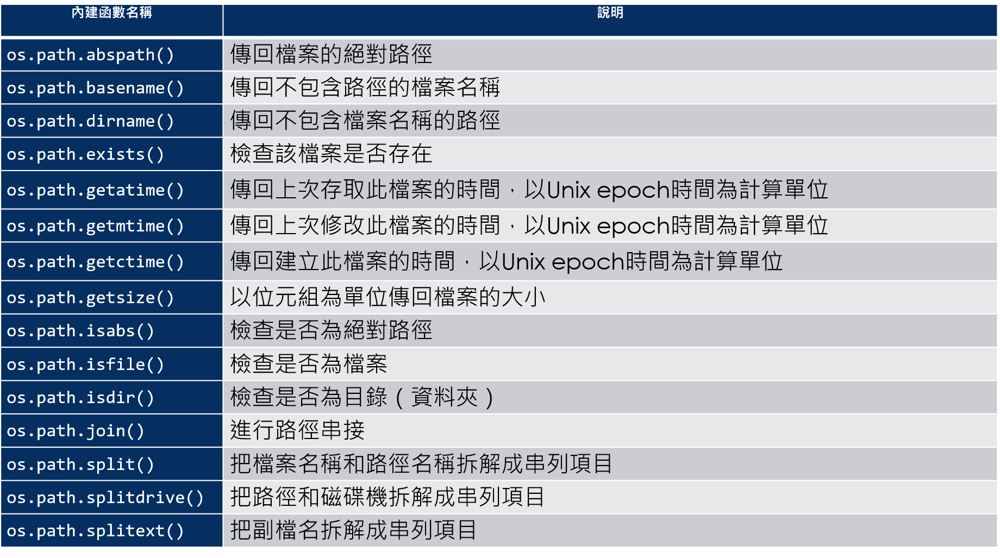 內建函數名稱 說明
os.path.abspath() 傳回檔案的絕對路徑
os.path.basename() 傳回不包含路徑的檔案名稱
os.path.dirname() 傳回不包含檔案名稱的路徑
os.path.exists() 檢查該檔案是否存在
os.path.getatime() 傳回上次存取此檔案的時間，以Unix epoch時間為計算單位
os.path.getmtime() 傳回上次修改此檔案的時間，以Unix epoch時間為計算單位
os.path.getctime() 傳回建立此檔案的時間，以Unix epoch時間為計算單位
os.path.getsize() 以位元組為單位傳回檔案的大小
os.path.isabs() 檢查是否為絕對路徑
os.path.isfile() 檢查是否為檔案
os.path.isdir() 檢查是否為目錄（資料夾）
os.path.join() 進行路徑串接
os.path.split() 把檔案名稱和路徑名稱拆解成串列項目
os.path.splitdrive() 把路徑和磁碟機拆解成串列項目
os.path.splitext() 把副檔名拆解成串列項目